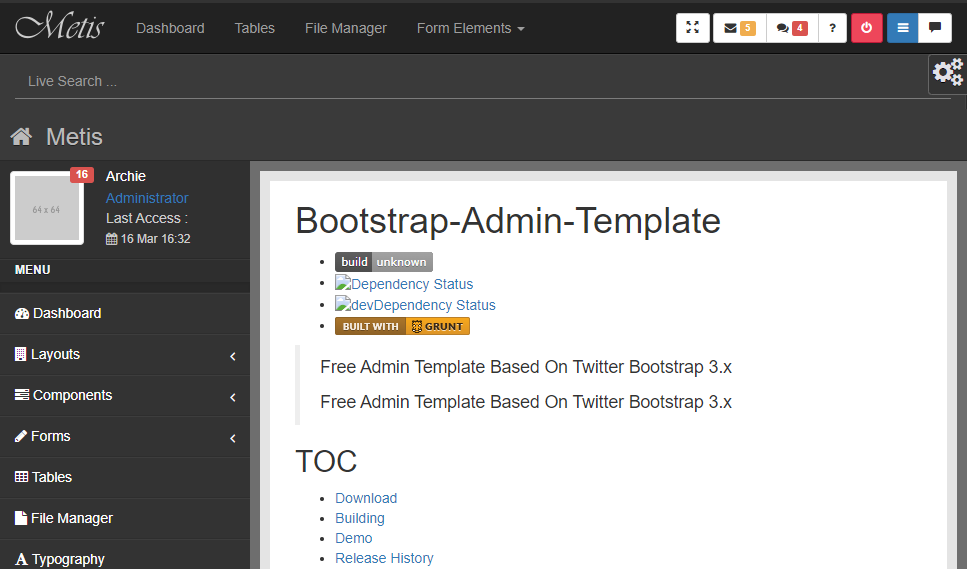 Metis Dashboard Tables File Manager Form Elements 5 4 ?
Live Search ...
Metis
64 x 64
16
Archie
Administrator
Last Access :
16 Mar 16:32
MENU
Dashboard
Layouts
Components
Forms
Tables
File Manager
Typography
Bootstrap-Admin-Template
build unknown
Dependency Status
devDependency Status
BUILT WITH GRUNT
Free Admin Template Based On Twitter Bootstrap 3.x
Free Admin Template Based On Twitter Bootstrap 3.x
TOC
Download
Building
Demo
Release History